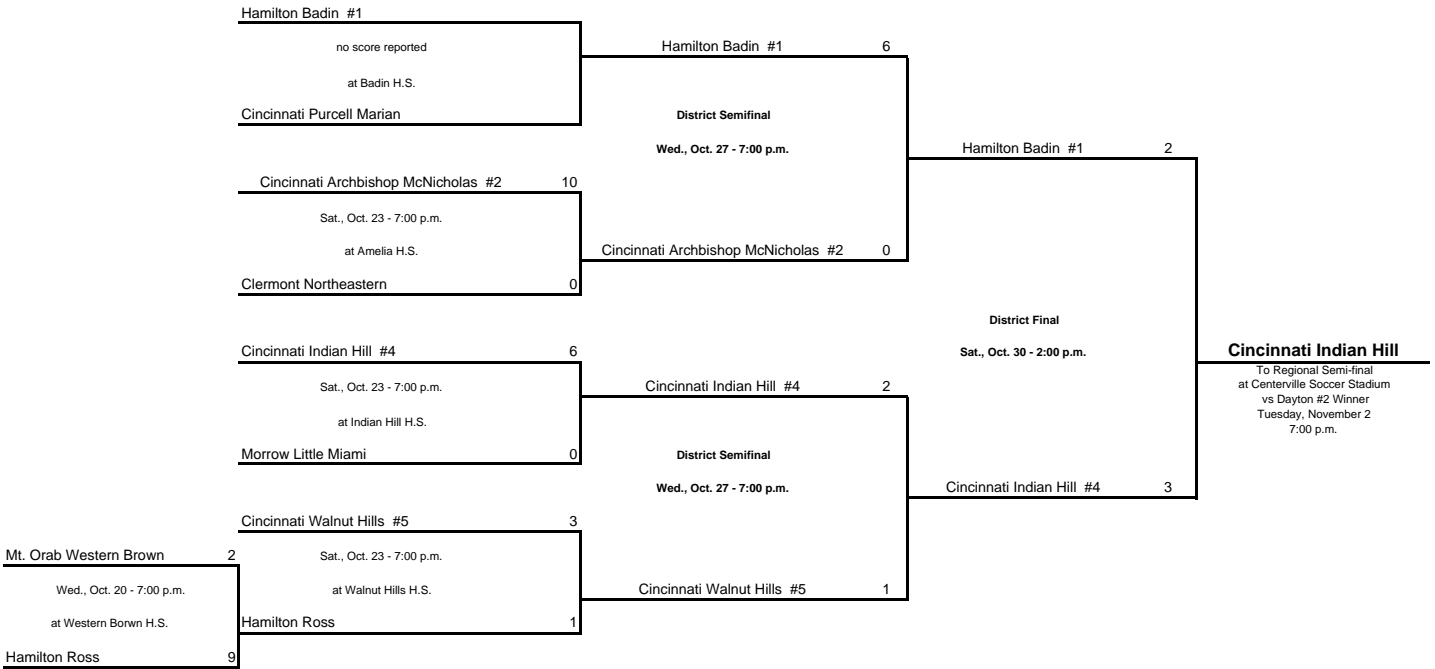 Hamilton Badin #1
no score reported
at Badin H.S.
Cincinnati Purcell Marian
Hamilton Badin #1 6
District Semifinal
Wed., Oct. 27 - 7:00 p.m.
Cincinnati Archbishop McNicholas #2 10
Sat., Oct. 23 - 7:00 p.m.
at Amelia H.S.
Clermont Northeastern 0
Cincinnati Archbishop McNicholas #2 0
Hamilton Badin #1 2
District Final
Sat., Oct. 30 - 2:00 p.m.
Cincinnati Indian Hill #4 6
Sat., Oct. 23 - 7:00 p.m.
at Indian Hill H.S.
Morrow Little Miami 0
Cincinnati Indian Hill #4 2
District Semifinal
Wed., Oct. 27 - 7:00 p.m.
Cincinnati Walnut Hills #5 3
Sat., Oct. 23 - 7:00 p.m.
at Walnut Hills H.S.
Hamilton Ross 1
Mt. Orab Western Brown 2
Wed., Oct. 20 - 7:00 p.m.
at Western Borwn H.S.
Hamilton Ross 9
Cincinnati Walnut Hills #5 1
Cincinnati Indian Hill #4 3
Cincinnati Indian Hill
To Regional Semi-final
at Centerville Soccer Stadium
vs Dayton #2 Winner
Tuesday, November 2
7:00 p.m.